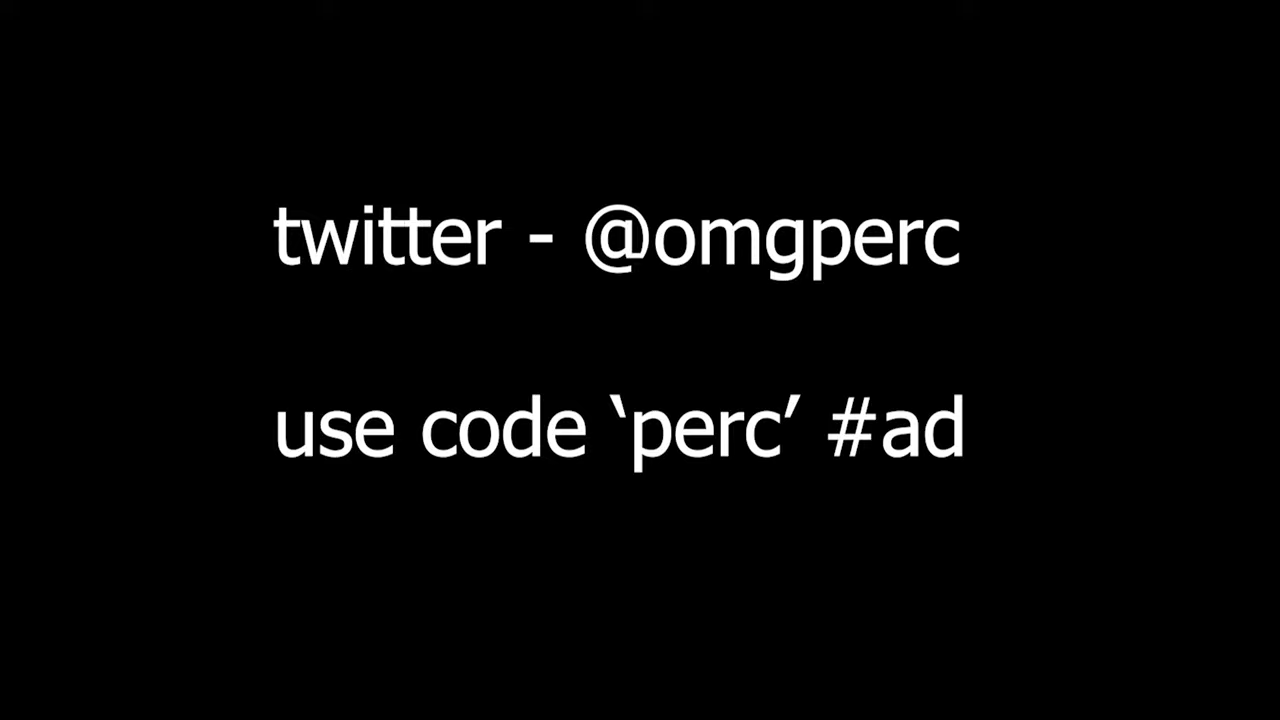 twitter - @omgperc
use code ‘perc’ #ad